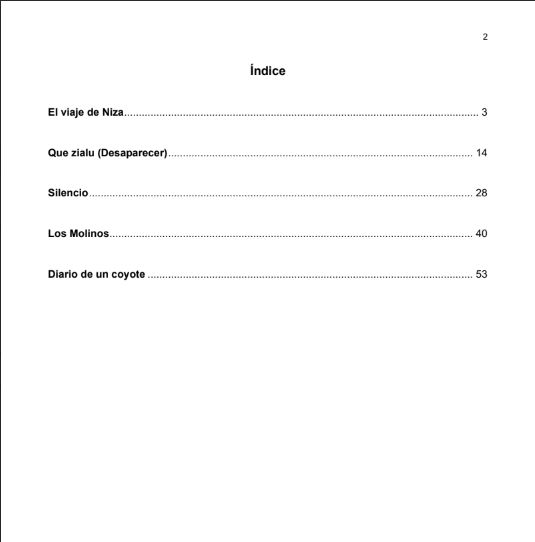 2
Índice
El viaje de Niza........................................................................................................................... 3
Que zialu (Desaparecer)......................................................................................................... 14
Silencio..................................................................................................................................... 28
Los Molinos.............................................................................................................................. 40
Diario de un coyote ................................................................................................................ 53